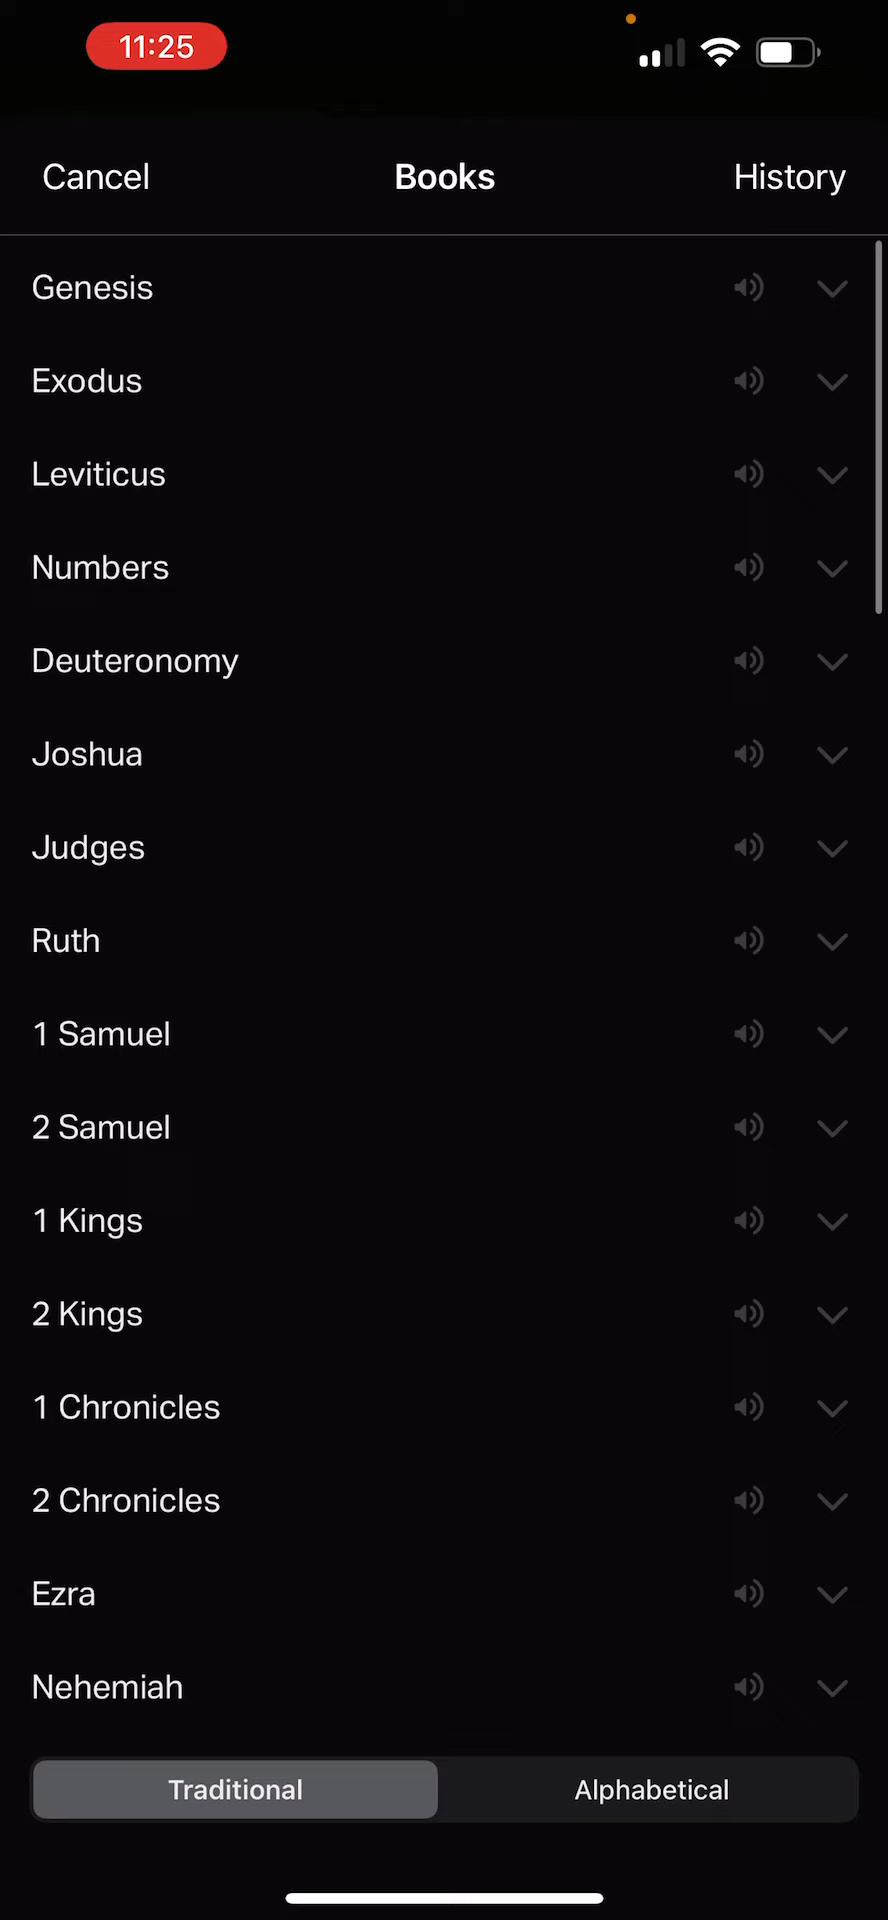 11:25
Cancel Books History
Genesis
Exodus
Leviticus
Numbers
Deuteronomy
Joshua
Judges
Ruth
1 Samuel
2 Samuel
1 Kings
2 Kings
1 Chronicles
2 Chronicles
Ezra
Nehemiah
Traditional Alphabetical